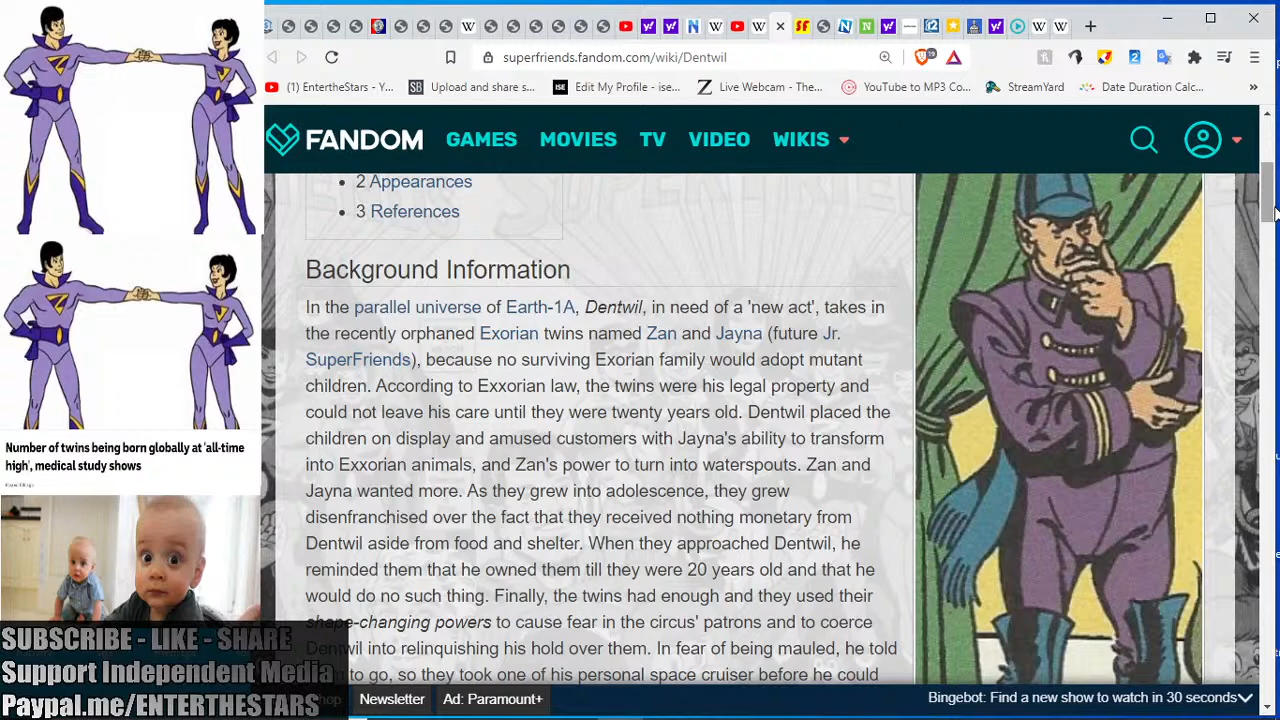 superfriends.fandom.com/wiki/Dentwil
(1) EntertheStars - Y...
Upload and share s...
Edit My Profile - ise...
Live Webcam - The...
YouTube to MP3 Co...
StreamYard
Date Duration Calc...
FANDOM
GAMES MOVIES TV VIDEO WIKIS
2 Appearances
3 References
Background Information
In the parallel universe of Earth-1A, Dentwil, in need of a 'new act', takes in
the recently orphaned Exorian twins named Zan and Jayna (future Jr.
SuperFriends), because no surviving Exorian family would adopt mutant
children. According to Exxorian law, the twins were his legal property and
could not leave his care until they were twenty years old. Dentwil placed the
children on display and amused customers with Jayna's ability to transform
into Exxorian animals, and Zan's power to turn into waterspouts. Zan and
Jayna wanted more. As they grew into adolescence, they grew
disenfranchised over the fact that they received nothing monetary from
Dentwil aside from food and shelter. When they approached Dentwil, he
reminded them that he owned them till they were 20 years old and that he
would do no such thing. Finally, the twins had enough and they used their
shape-changing powers to cause fear in the circus' patrons and to coerce
Dentwil into relinquishing his hold over them. In fear of being mauled, he told
to go, so they took one of his personal space cruiser before he could
Newsletter
Ad: Paramount+
Bingebot: Find a new show to watch in 30 seconds
Number of twins being born globally at 'all-time
high', medical study shows
SUBSCRIBE - LIKE - SHARE
Support Independent Media
Paypal.me/ENTERTHESTARS